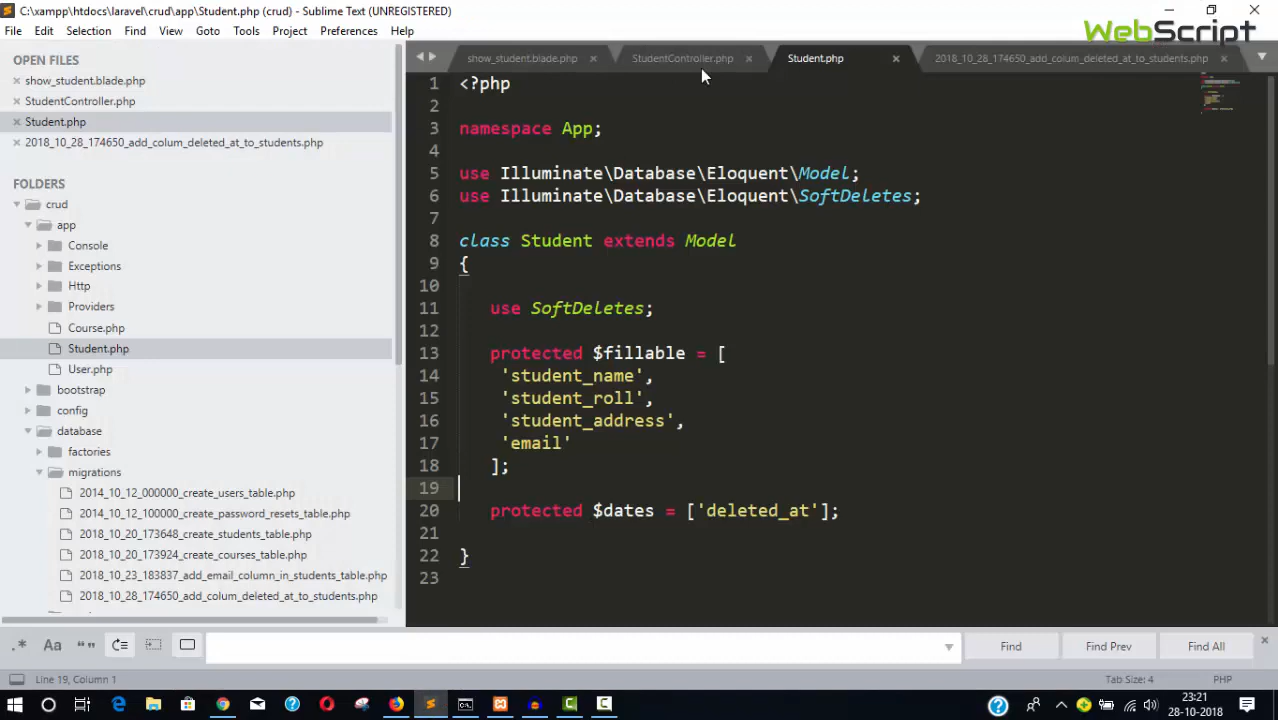 C:\xampp\htdocs\laravel\crud\app\Student.php (crud) - Sublime Text (UNREGISTERED)
File Edit Selection Find View Goto Tools Project Preferences Help
WebScript
OPEN FILES
show_student.blade.php
StudentController.php
Student.php
2018_10_28_174650_add_colum_deleted_at_to_students.php
FOLDERS
crud
app
Console
Exceptions
Http
Providers
Course.php
Student.php
User.php
bootstrap
config
database
factories
migrations
2014_10_12_000000_create_users_table.php
2014_10_12_100000_create_password_resets_table.php
2018_10_20_173648_create_students_table.php
2018_10_20_173924_create_courses_table.php
2018_10_23_183837_add_email_column_in_students_table.php
2018_10_28_174650_add_colum_deleted_at_to_students.php
show_student.blade.php StudentController.php Student.php 2018_10_28_174650_add_colum_deleted_at_to_students.php
1 <?php
2
3 namespace App;
4
5 use Illuminate\Database\Eloquent\Model;
6 use Illuminate\Database\Eloquent\SoftDeletes;
7
8 class Student extends Model
9 {
10
11 use SoftDeletes;
12
13 protected $fillable = [
14 'student_name',
15 'student_roll',
16 'student_address',
17 'email'
18 ];
19
20 protected $dates = ['deleted_at'];
21
22 }
23
.* Aa “” Find Find Prev Find All
Line 19, Column 1 Tab Size: 4 PHP
23:21
28-10-2018